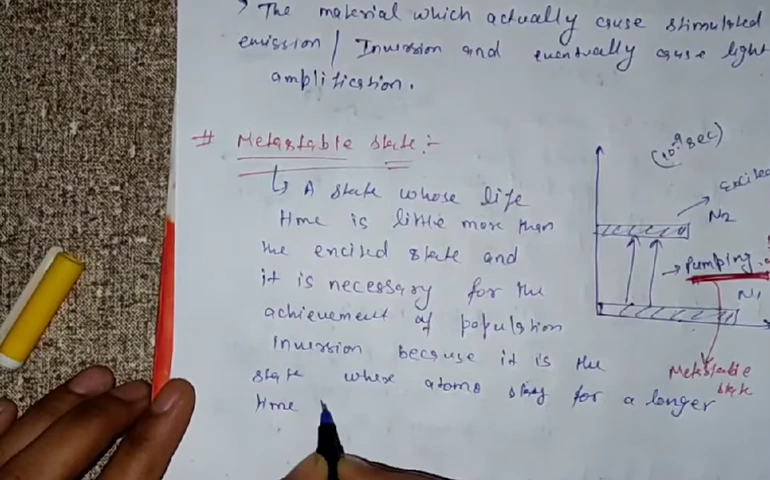 > The material which actually cause stimulated
emission / Inversion and eventually cause light
amplification.
# Metastable state :-
↳ A state whose life
time is little more than
the encited state and
it is necessary for the
achievement of population
Inversion because it is the
state where atoms stay for a longer
time
(10⁻⁹ sec)
Excited
N2
→ Pumping
N1
Metastable
state